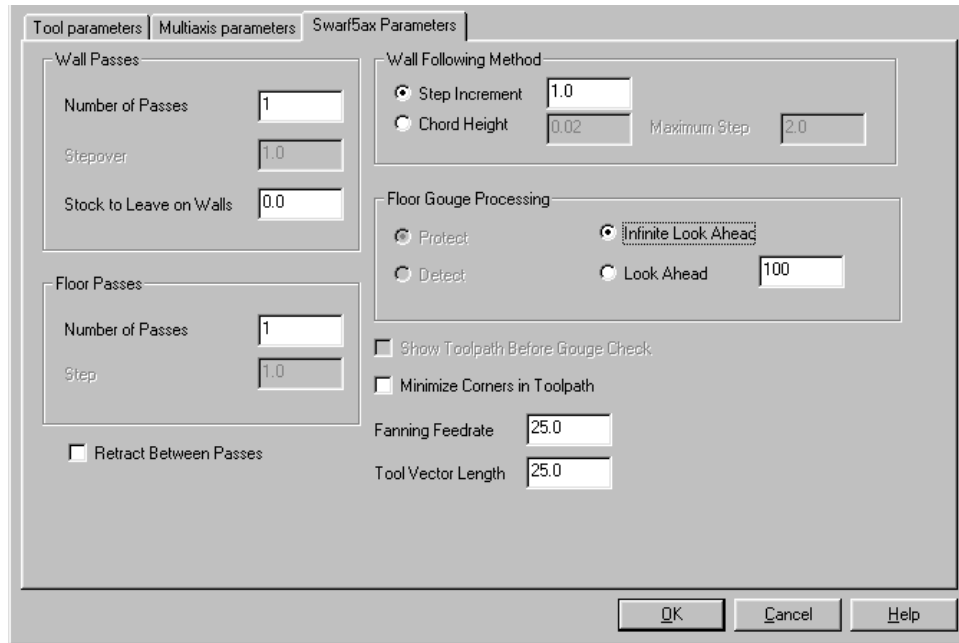 Tool parameters Multiaxis parameters Swarf5ax Parameters
Wall Passes
Number of Passes 1
Stepover 1.0
Stock to Leave on Walls 0.0
Floor Passes
Number of Passes 1
Step 1.0
Retract Between Passes
Wall Following Method
Step Increment 1.0
Chord Height 0.02 Maximum Step 2.0
Floor Gouge Processing
Protect Infinite Look Ahead
Detect Look Ahead 100
Show Toolpath Before Gouge Check
Minimize Corners in Toolpath
Fanning Feedrate 25.0
Tool Vector Length 25.0
OK Cancel Help